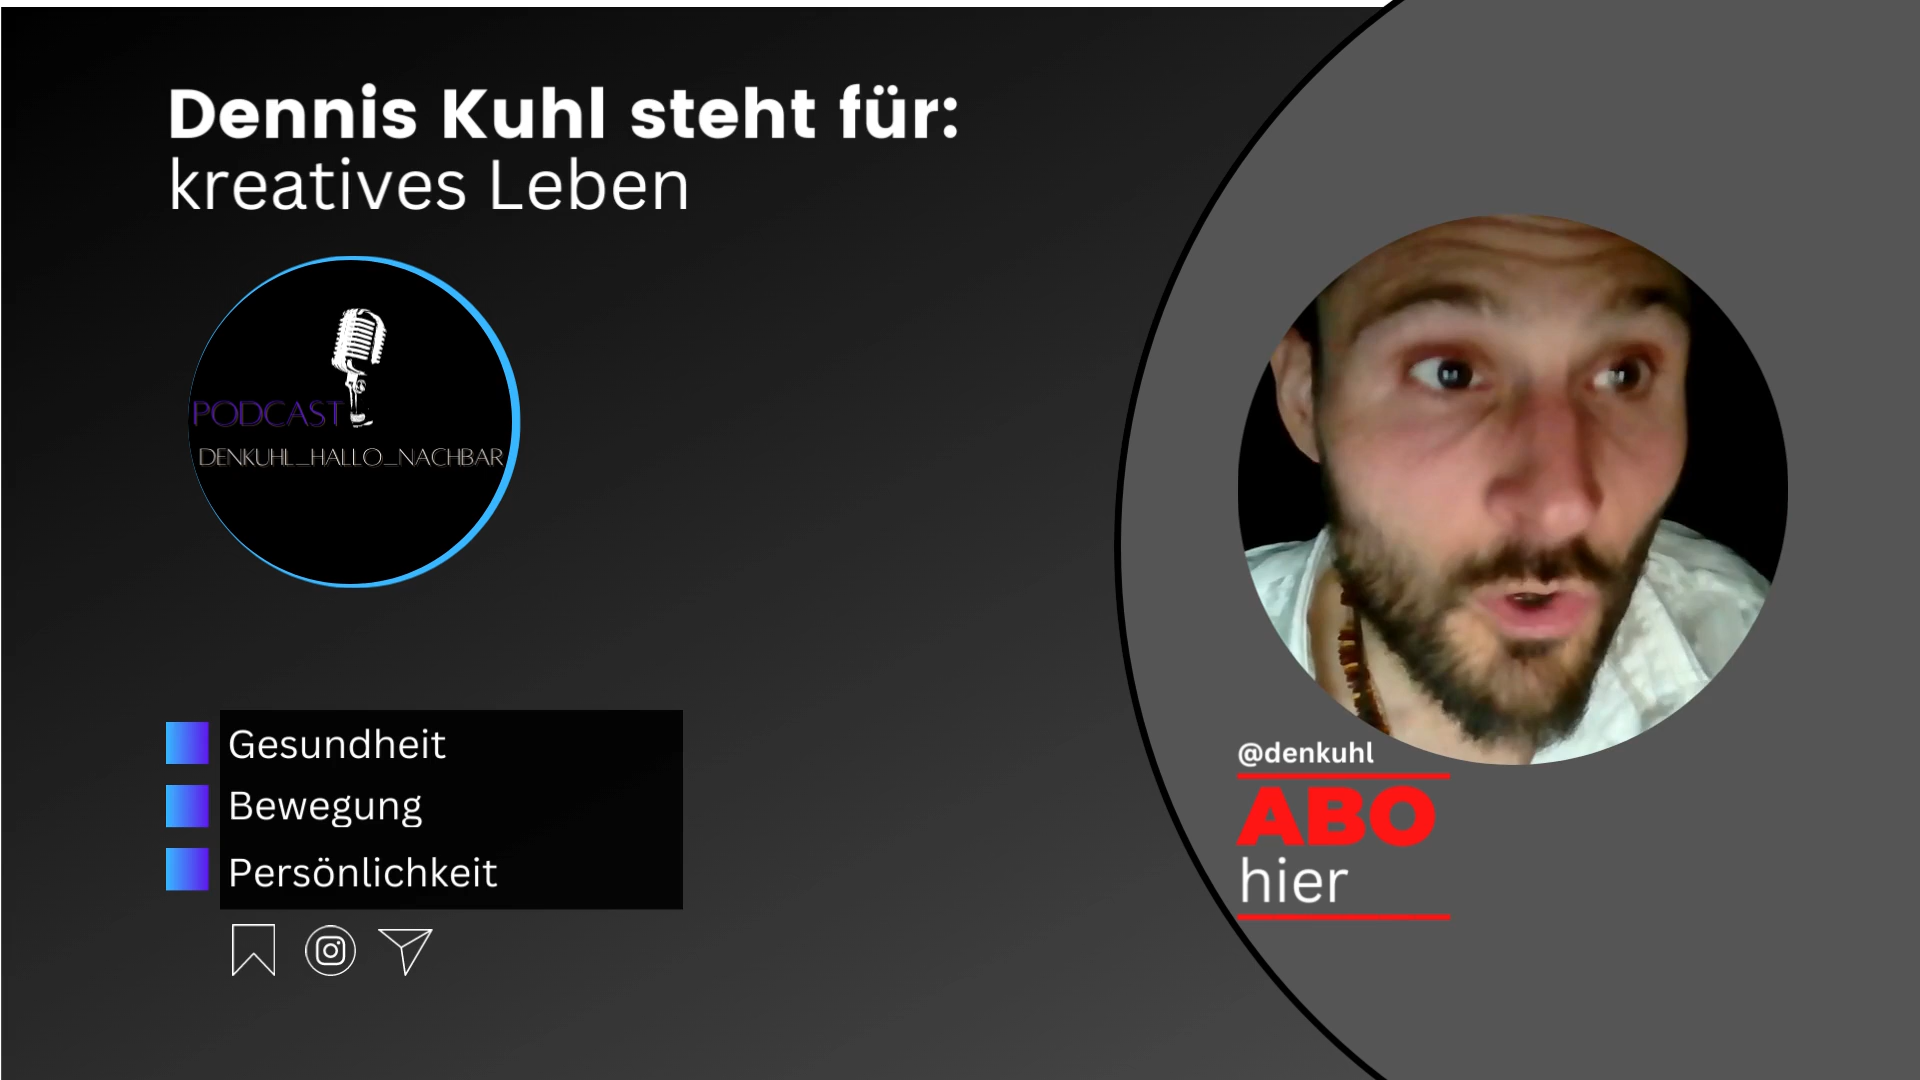 Dennis Kuhl steht für:
kreatives Leben
PODCAST
DENKUHL_HALLO_NACHBAR
Gesundheit
Bewegung
Persönlichkeit
@denkuhl
ABO
hier